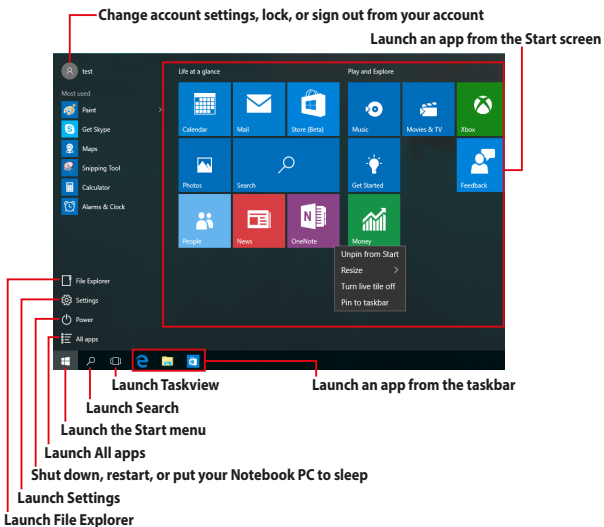 Change account settings, lock, or sign out from your account
Launch an app from the Start screen
test
Life at a glance
Play and Explore
Most used
Paint
Get Skype
Maps
Snipping Tool
Calculator
Alarms & Clock
Calendar
Mail
Store (Beta)
Music
Movies & TV
Xbox
Photos
Search
Get Started
Feedback
People
News
OneNote
Money
Unpin from Start
Resize
Turn live tile off
Pin to taskbar
File Explorer
Settings
Power
All apps
Launch Taskview
Launch an app from the taskbar
Launch Search
Launch the Start menu
Launch All apps
Shut down, restart, or put your Notebook PC to sleep
Launch Settings
Launch File Explorer